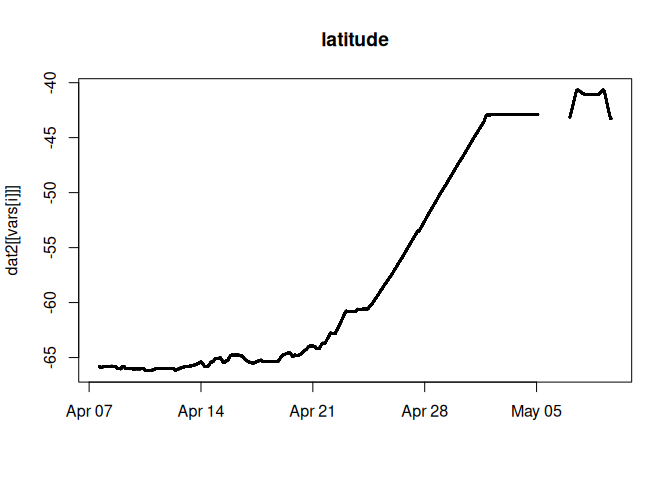 latitude
dat2[[vars[i]]]
-40
-45
-50
-55
-60
-65
Apr 07
Apr 14
Apr 21
Apr 28
May 05